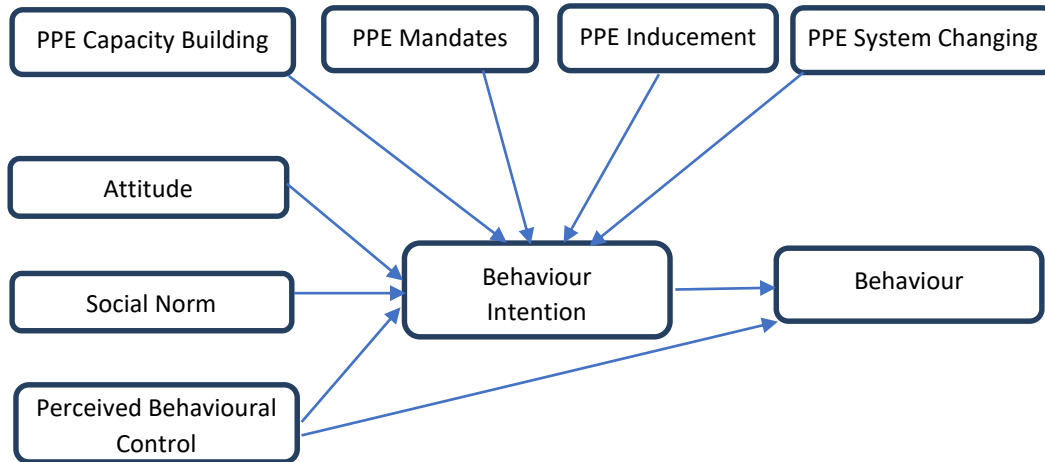 PPE Capacity Building
PPE Mandates
PPE Inducement
PPE System Changing
Attitude
Social Norm
Behaviour
Intention
Behaviour
Perceived Behavioural
Control